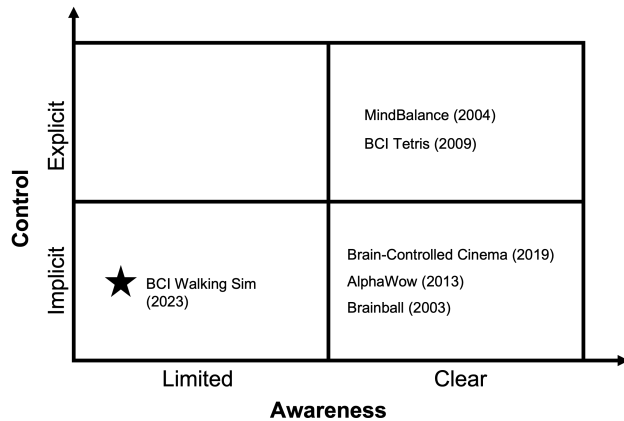 Control
Explicit
Implicit
MindBalance (2004)
BCI Tetris (2009)
BCI Walking Sim
(2023)
Brain-Controlled Cinema (2019)
AlphaWow (2013)
Brainball (2003)
Limited
Clear
Awareness